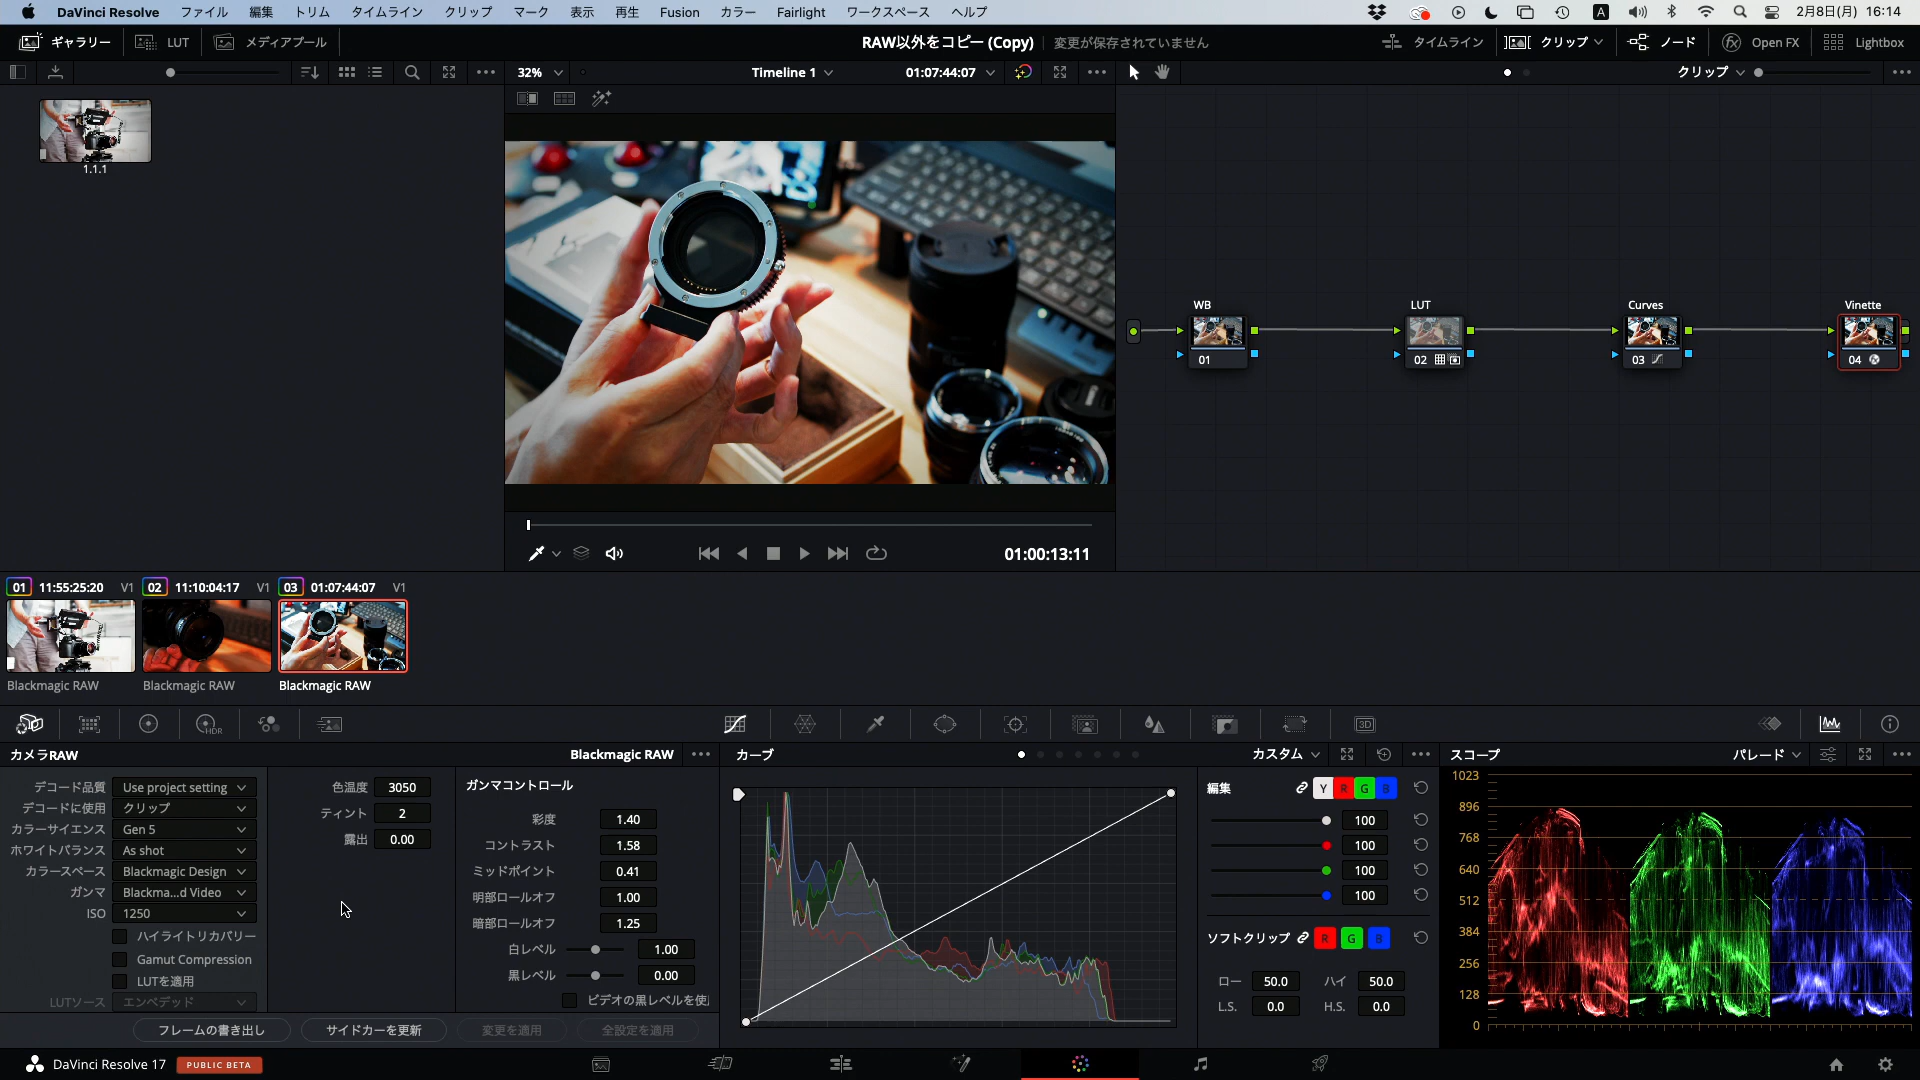 DaVinci Resolve ファイル 編集 トリム タイムライン クリップ マーク 表示 再生 Fusion カラー Fairlight ワークスペース ヘルプ A 2月8日(月) 16:14
ギャラリー LUT メディアプール RAW以外をコピー (Copy) 変更が保存されていません タイムライン クリップ ノード fx Open FX Lightbox
32% Timeline 1 01:07:44:07 クリップ
1.1.1
WB LUT Curves Vinette
01 02 03 04
01:00:13:11
01 11:55:25:20 V1 02 11:10:04:17 V1 03 01:07:44:07 V1
Blackmagic RAW Blackmagic RAW Blackmagic RAW
HDR 3D
カメラRAW Blackmagic RAW カーブ カスタム スコープ パレード
デコード品質 Use project setting
デコードに使用 クリップ
カラーサイエンス Gen 5
ホワイトバランス As shot
カラースペース Blackmagic Design
ガンマ Blackma...d Video
ISO 1250
ハイライトリカバリー
Gamut Compression
LUTを適用
LUTソース エンベデッド
色温度 3050
ティント 2
露出 0.00
ガンマコントロール
彩度 1.40
コントラスト 1.58
ミッドポイント 0.41
明部ロールオフ 1.00
暗部ロールオフ 1.25
白レベル 1.00
黒レベル 0.00
ビデオの黒レベルを使
フレームの書き出し サイドカーを更新 変更を適用 全設定を適用
編集 Y R G B
100
100
100
100
ソフトクリップ R G B
ロー 50.0 ハイ 50.0
L.S. 0.0 H.S. 0.0
1023
896
768
640
512
384
256
128
0
DaVinci Resolve 17 PUBLIC BETA